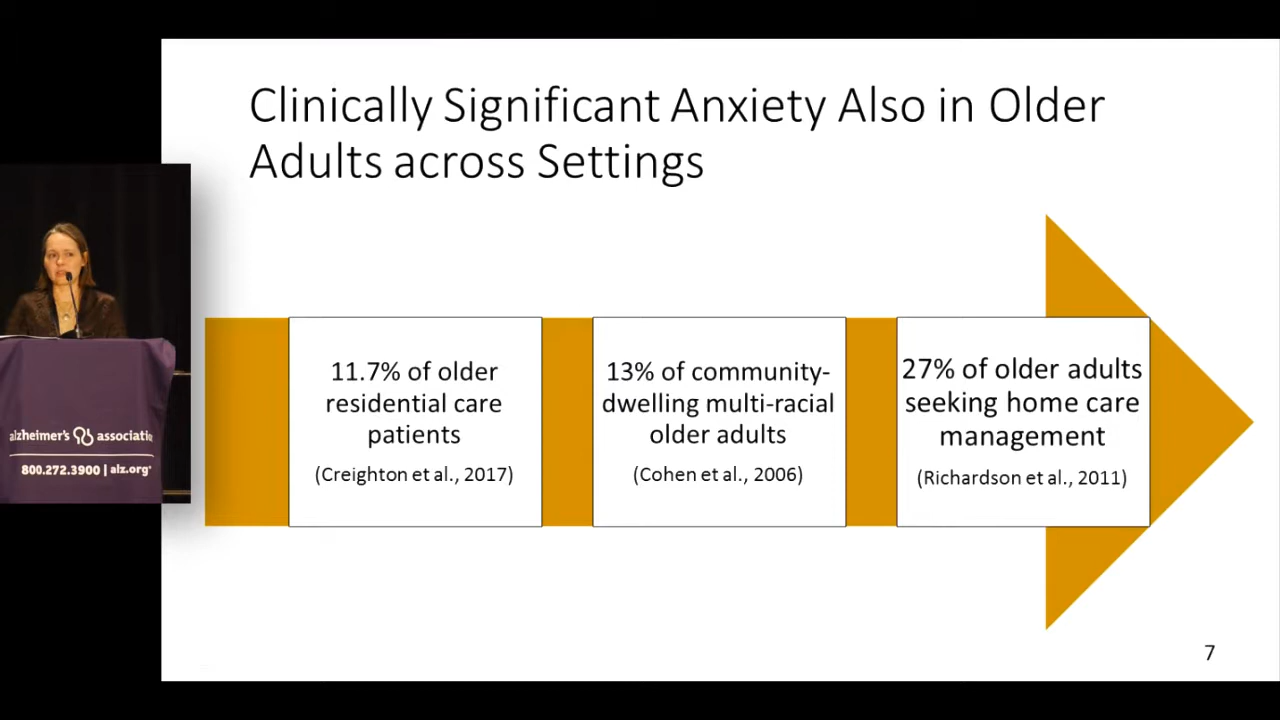 Clinically Significant Anxiety Also in Older
Adults across Settings
11.7% of older
residential care
patients
(Creighton et al., 2017)
13% of community-
dwelling multi-racial
older adults
(Cohen et al., 2006)
27% of older adults
seeking home care
management
(Richardson et al., 2011)
alzheimer's associatio
800.272.3900 | alz.org®
7